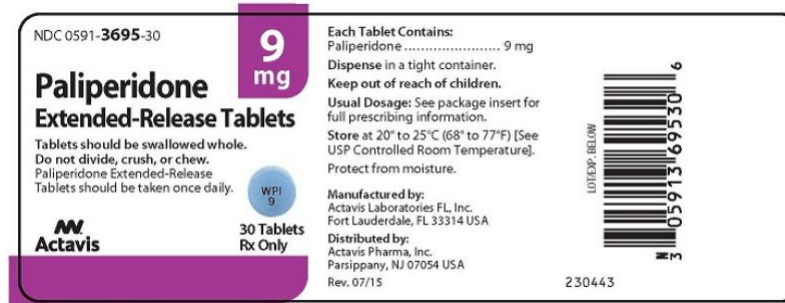 NDC 0591-3695-30
9
mg
Paliperidone
Extended-Release Tablets
Tablets should be swallowed whole.
Do not divide, crush, or chew.
Paliperidone Extended-Release
Tablets should be taken once daily.
WPI
9
30 Tablets
Rx Only
Actavis
Each Tablet Contains:
Paliperidone ........................ 9 mg
Dispense in a tight container.
Keep out of reach of children.
Usual Dosage: See package insert for
full prescribing information.
Store at 20° to 25°C (68° to 77°F) [See
USP Controlled Room Temperature].
Protect from moisture.
Manufactured by:
Actavis Laboratories FL, Inc.
Fort Lauderdale, FL 33314 USA
Distributed by:
Actavis Pharma, Inc.
Parsippany, NJ 07054 USA
Rev. 07/15
230443
LOT/EXP. BELOW
N
3 05913 69530 6